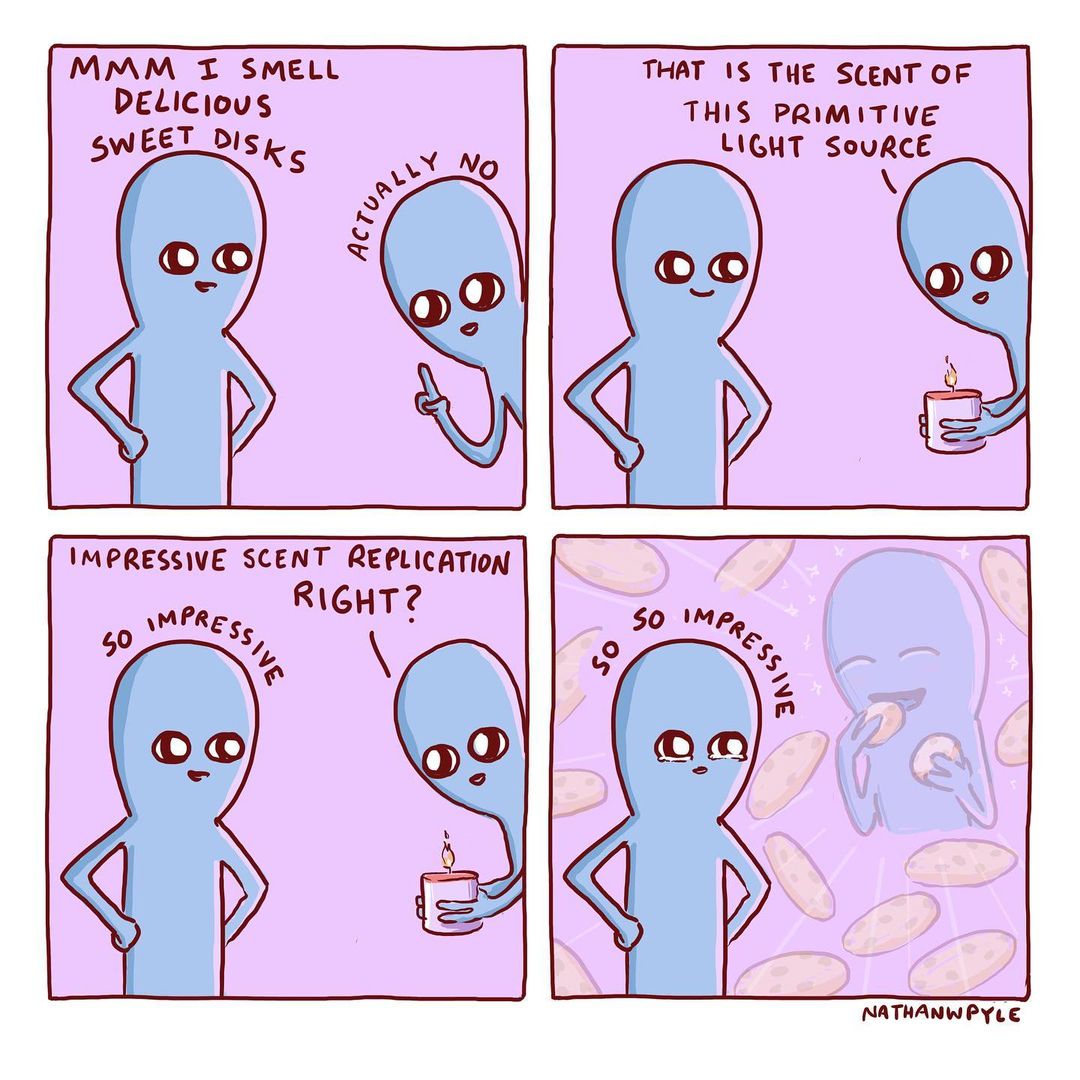 MMM I SMELL
DELICIOUS
SWEET DISKS
ACTUALLY NO
THAT IS THE SCENT OF
THIS PRIMITIVE
LIGHT SOURCE
IMPRESSIVE SCENT REPLICATION
RIGHT?
SO IMPRESSIVE
SO SO IMPRESSIVE
NATHANWPYLE